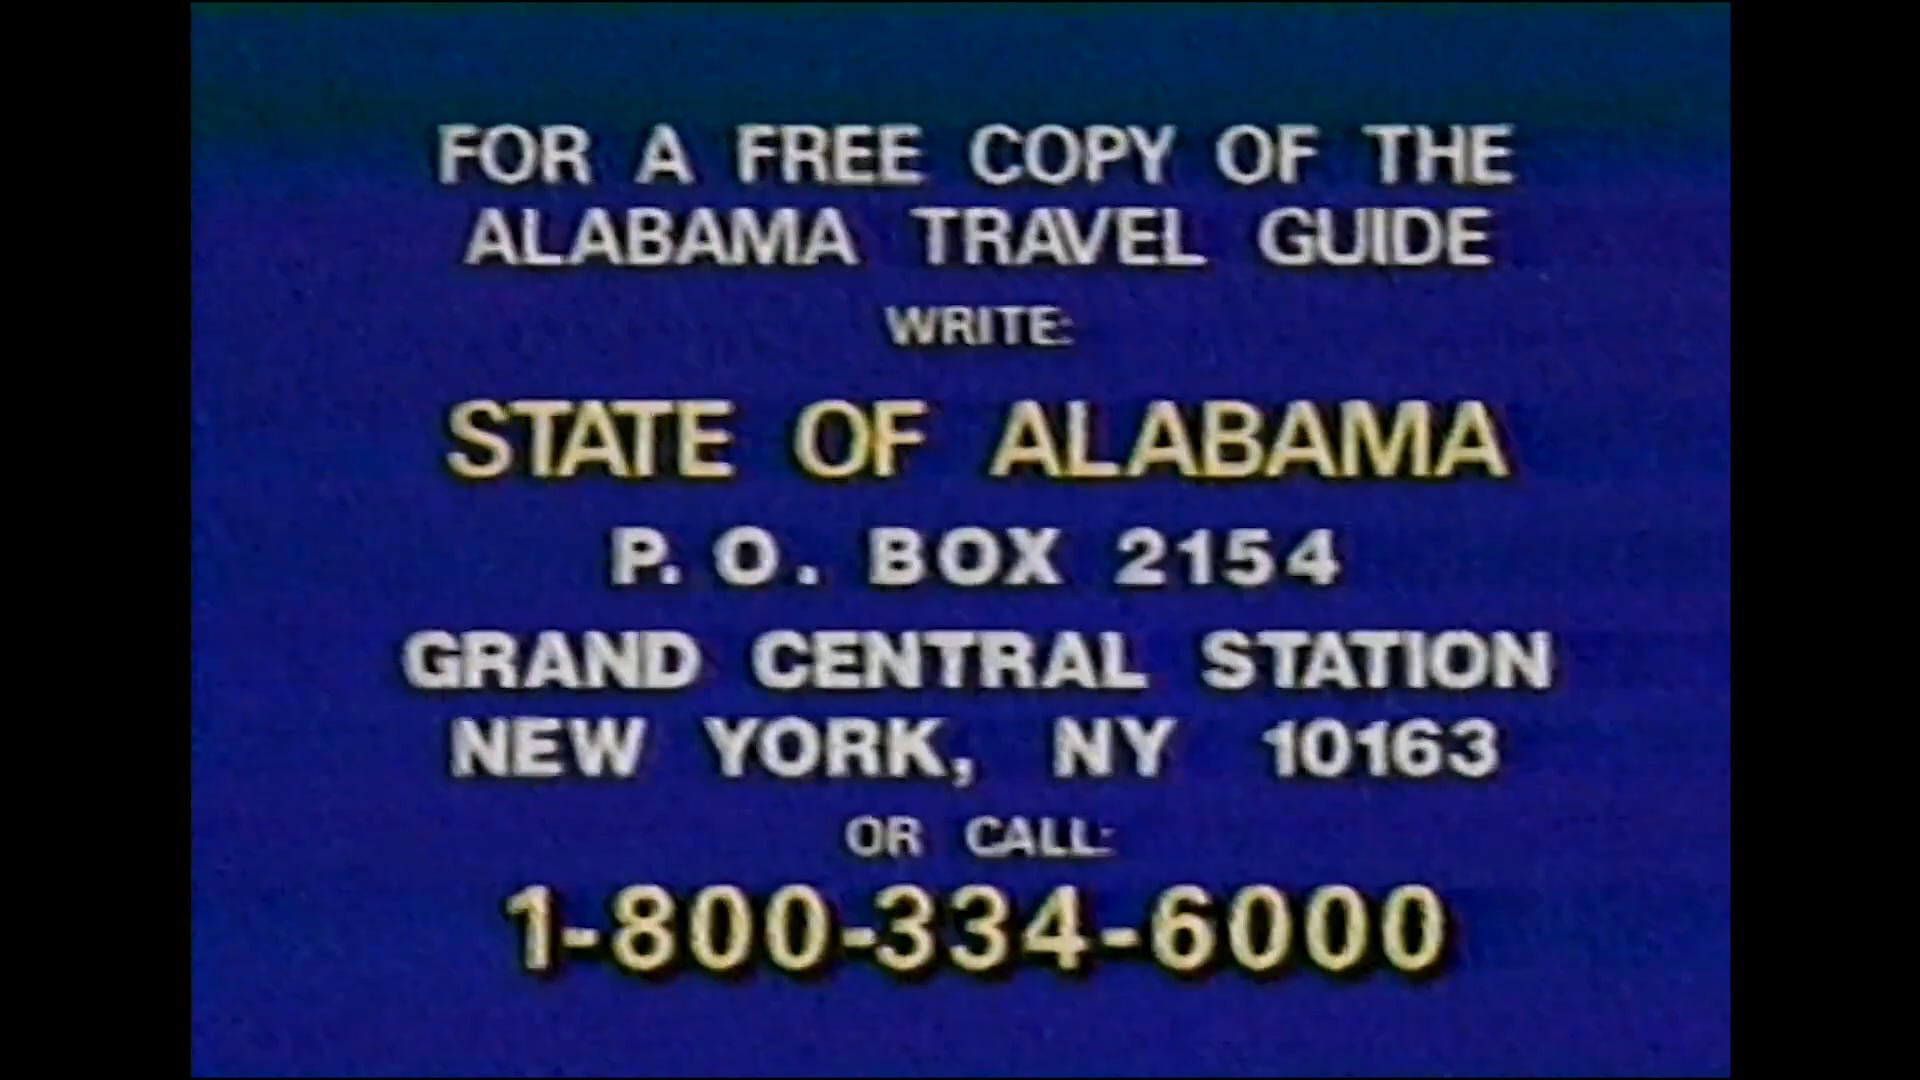 FOR A FREE COPY OF THE
ALABAMA TRAVEL GUIDE
WRITE:
STATE OF ALABAMA
P. O. BOX 2154
GRAND CENTRAL STATION
NEW YORK, NY 10163
OR CALL:
1-800-334-6000